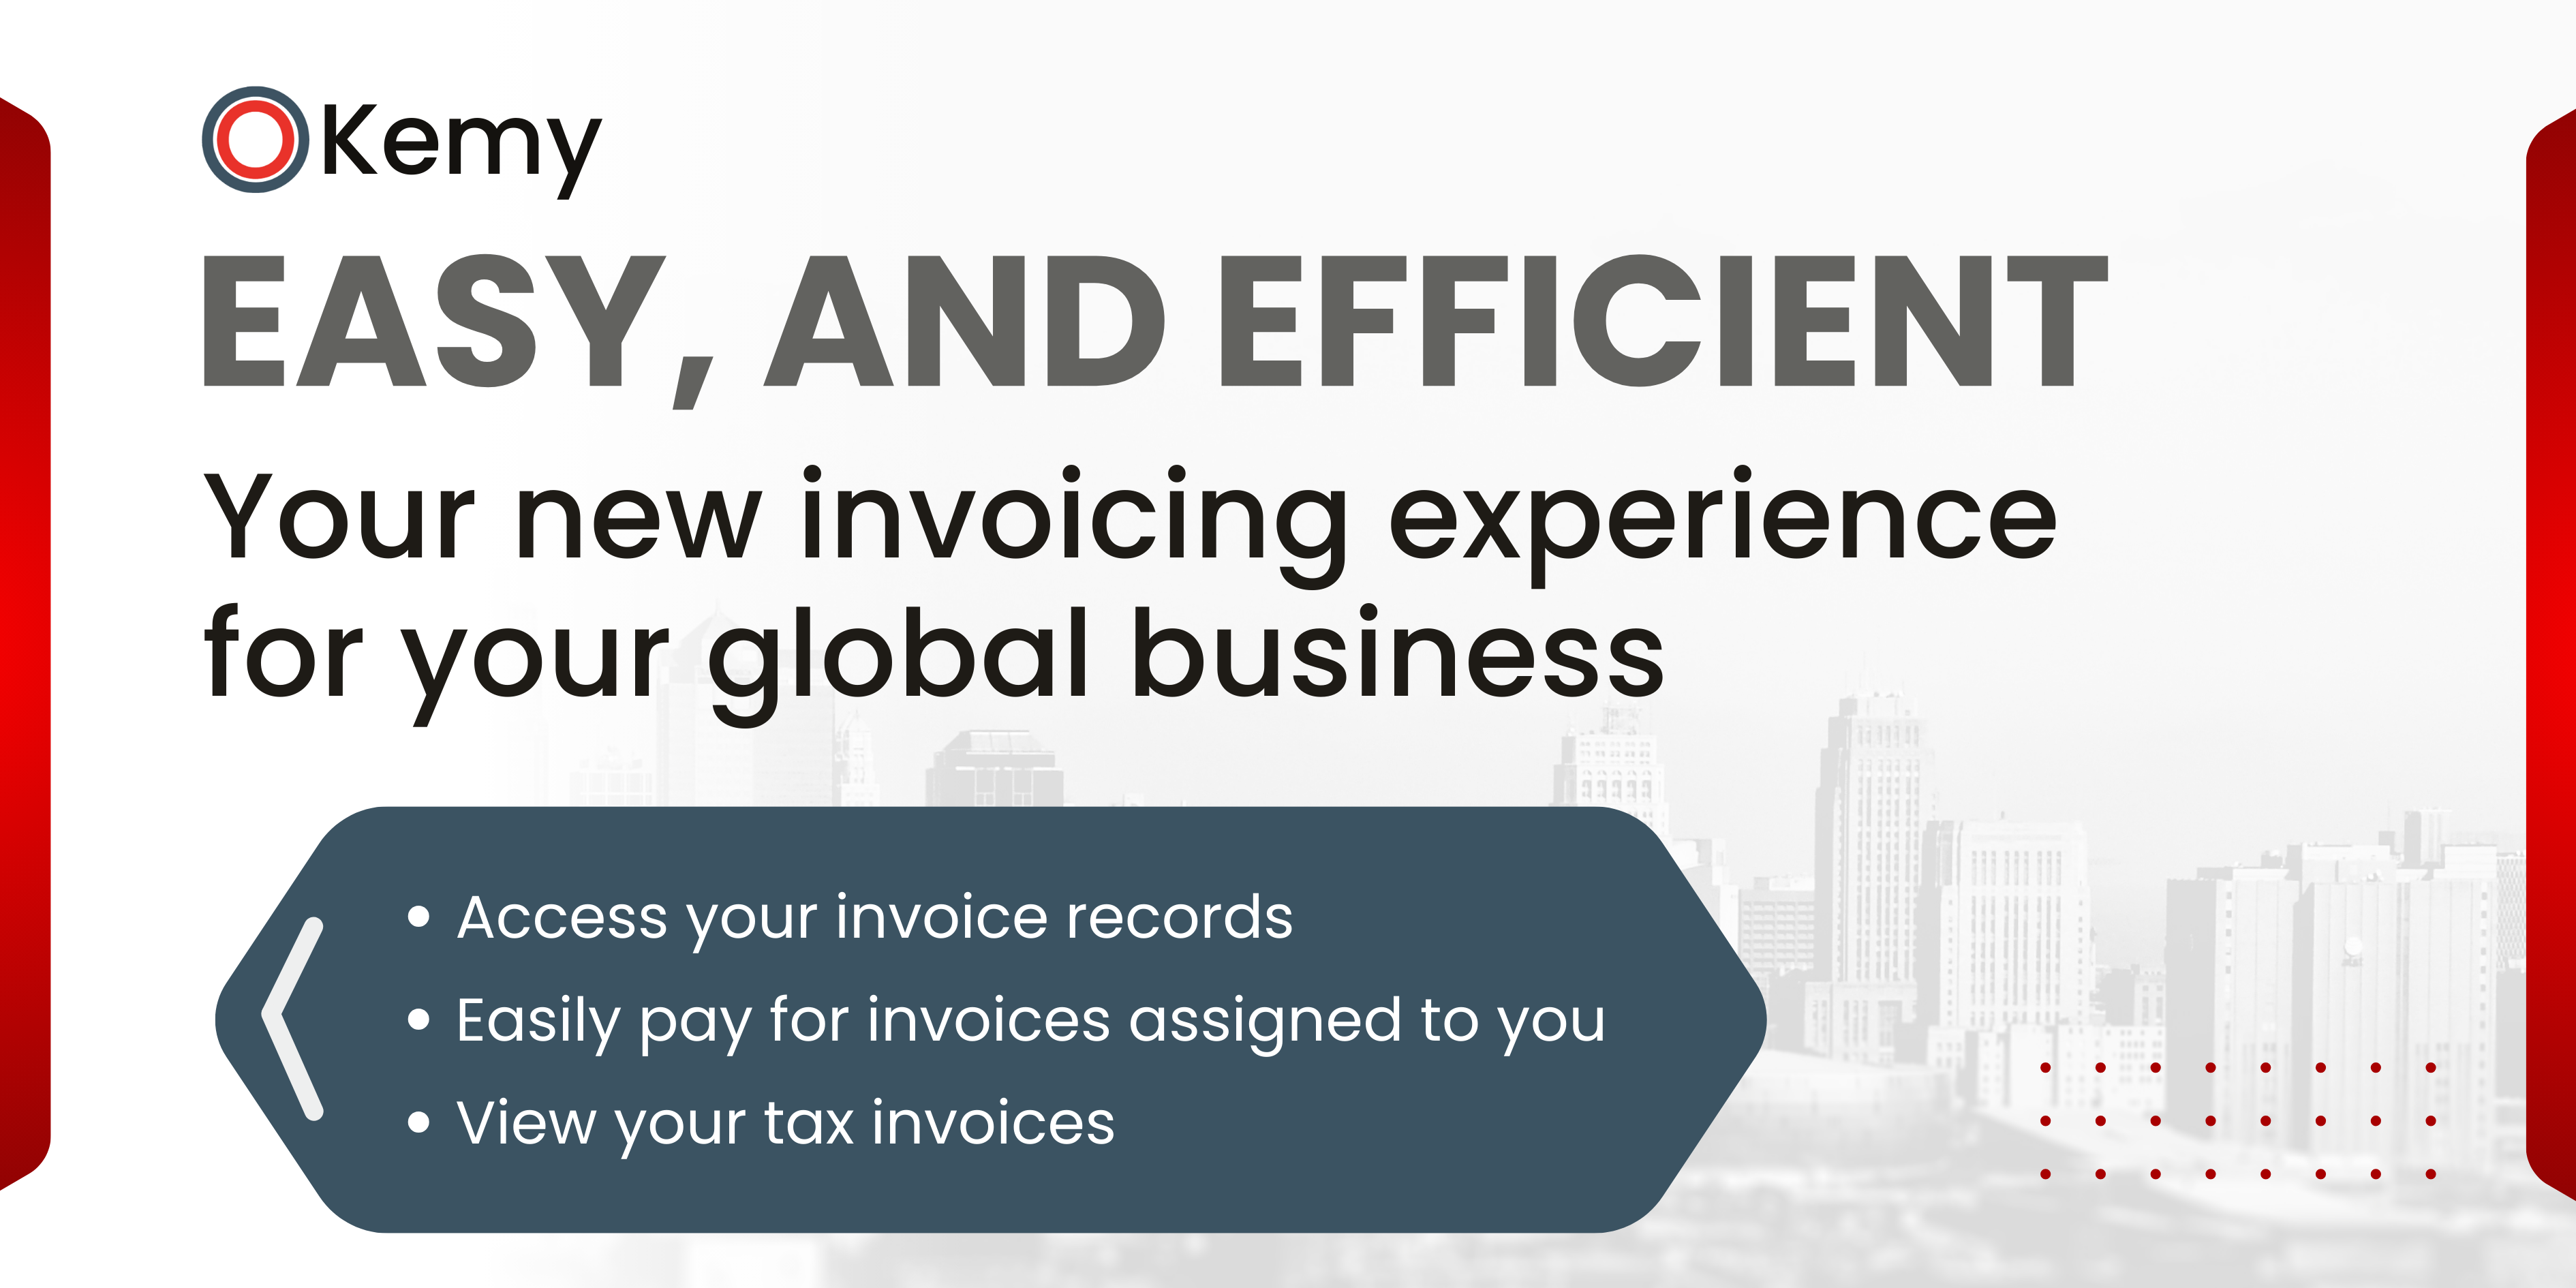 OKemy
EASY, AND EFFICIENT
Your new invoicing experience
for your global business
• Access your invoice records
• Easily pay for invoices assigned to you
• View your tax invoices